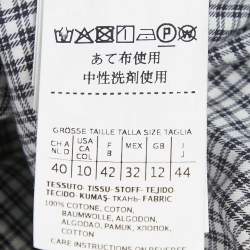 あて布使用
中性洗剤使用
GRÖSSE TAILLE TALLA SIZE TAGLIA
CH A NL D USA CA F B MEX GB I J
40 10 42 32 12 44
TESSUTO-TISSU-STOFF-TEJIDO
TECIDO-KUMAŞ-ТКАНЬ-FABRIC
100% COTONE, COTON,
BAUMWOLLE, ALGODON,
ALGODAO, PAMUK, ХЛОПОК,
COTTON
CARE INSTRUCTIONS ON REVERSE